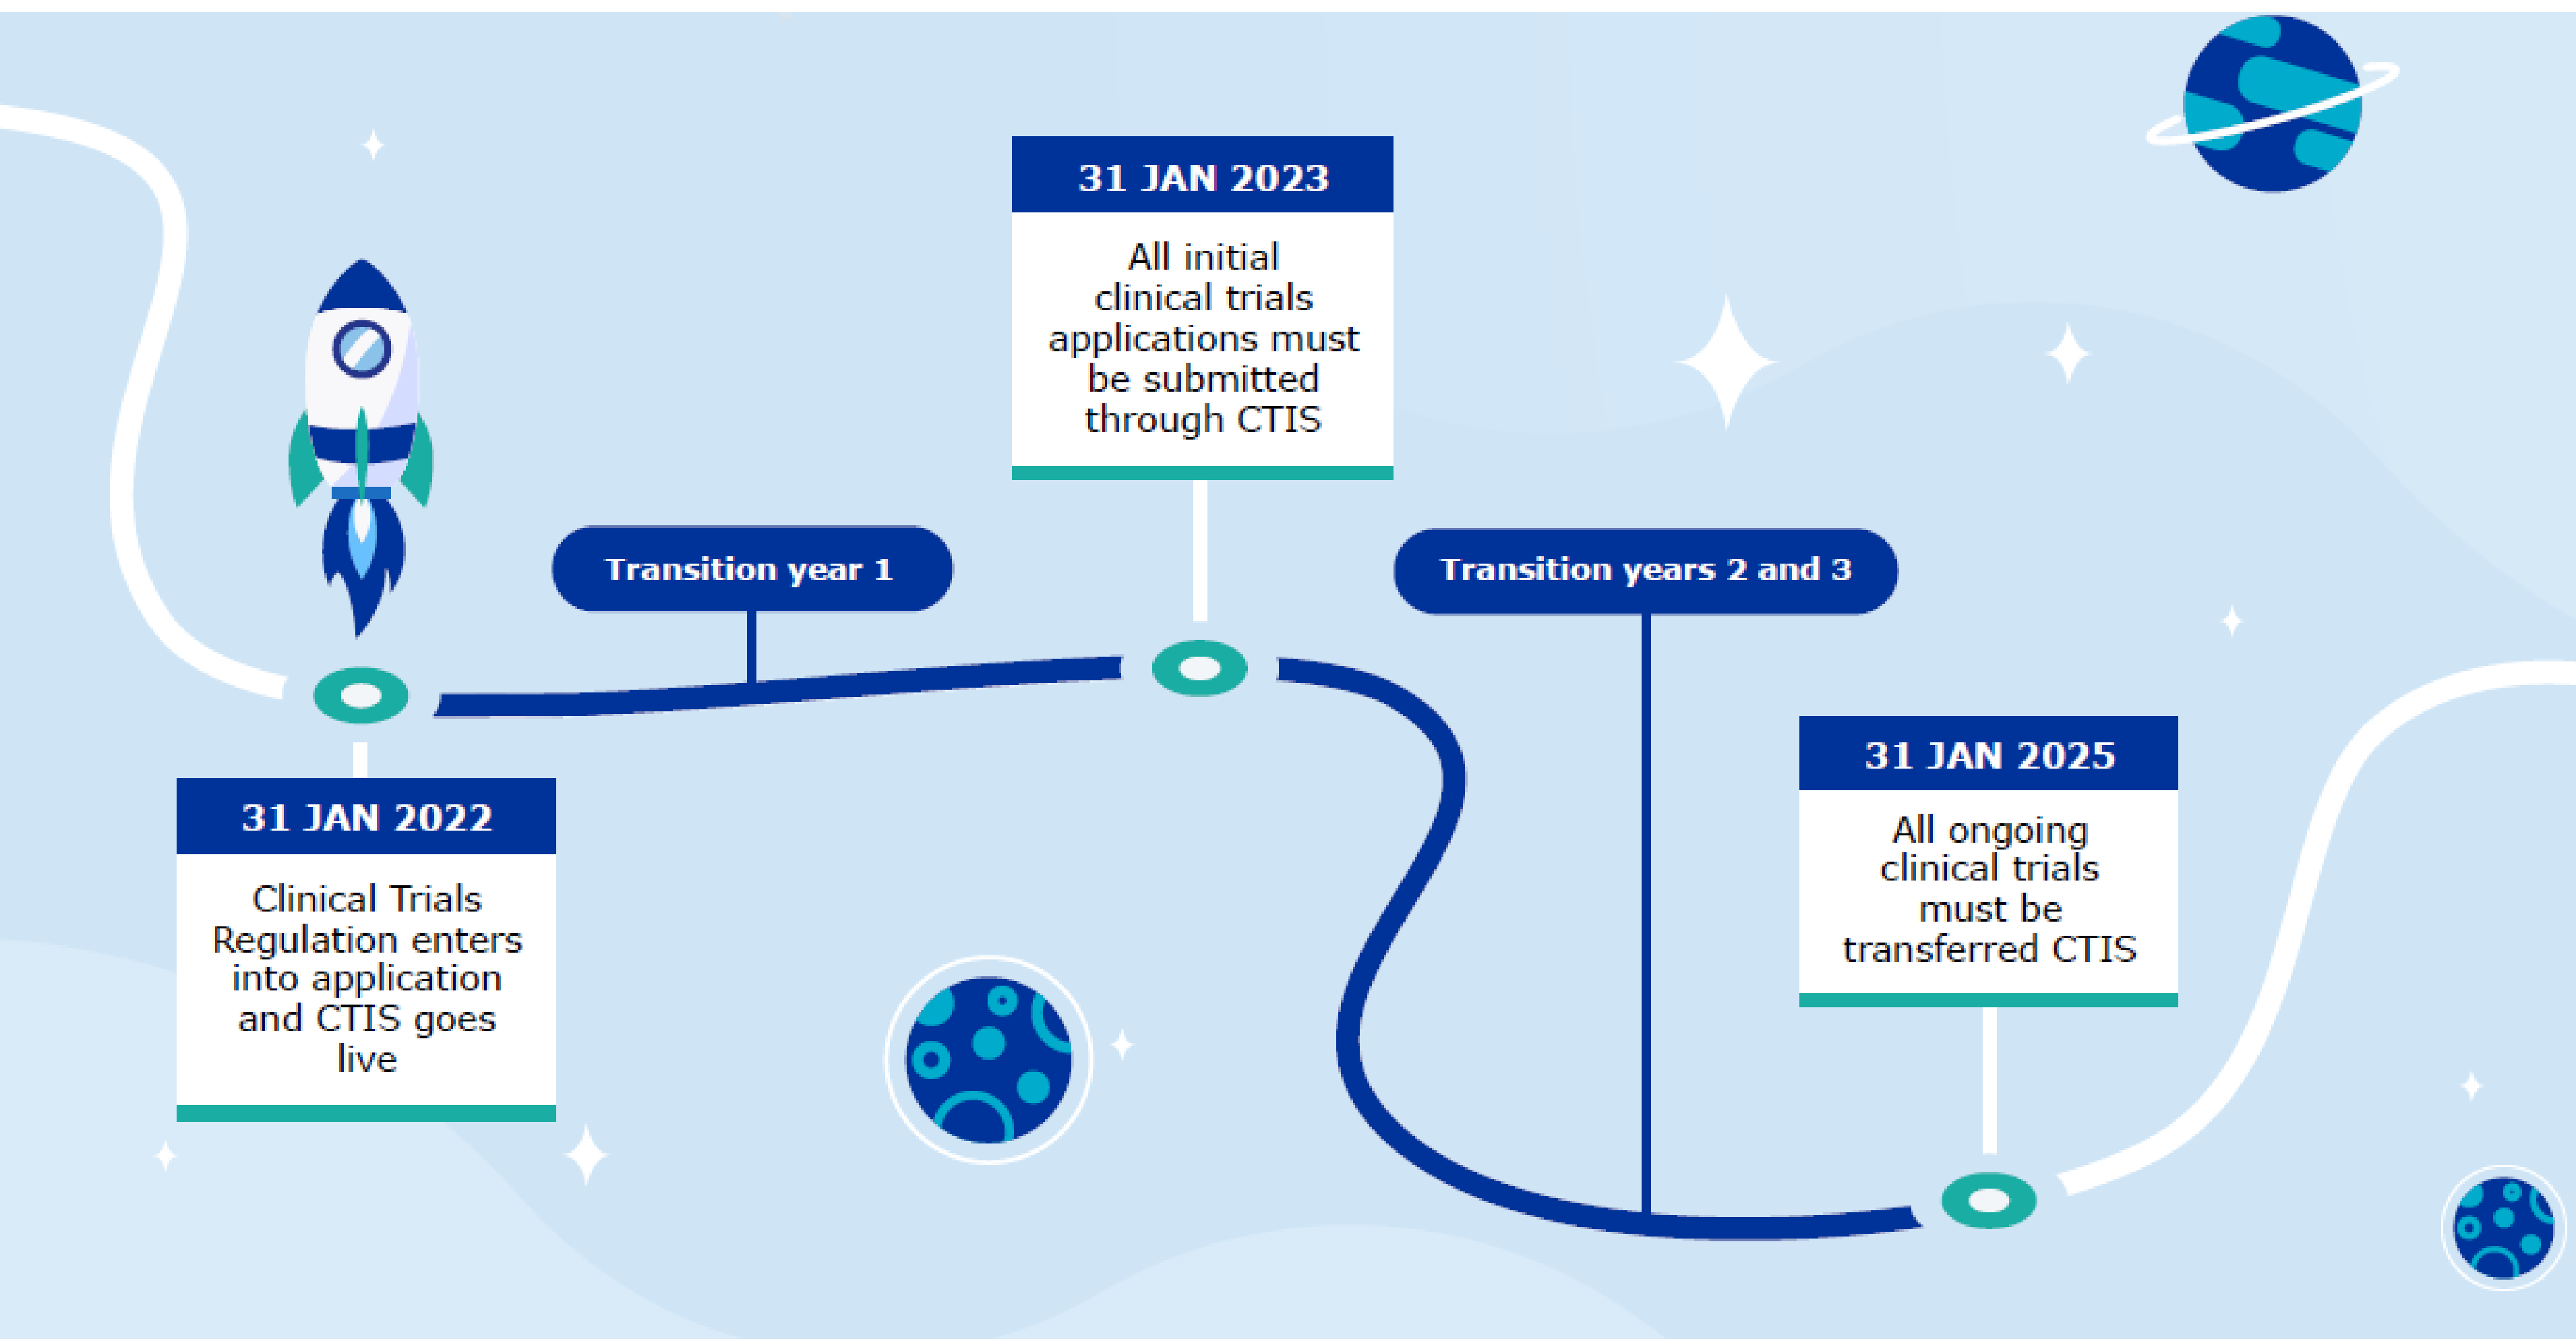 31 JAN 2022
Clinical Trials
Regulation enters
into application
and CTIS goes
live
Transition year 1
31 JAN 2023
All initial
clinical trials
applications must
be submitted
through CTIS
Transition years 2 and 3
31 JAN 2025
All ongoing
clinical trials
must be
transferred CTIS